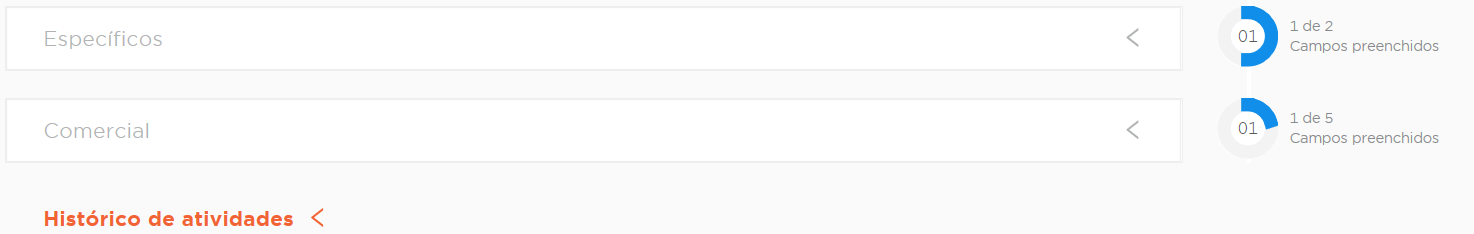 Específicos
01
1 de 2
Campos preenchidos
Comercial
01
1 de 5
Campos preenchidos
Histórico de atividades